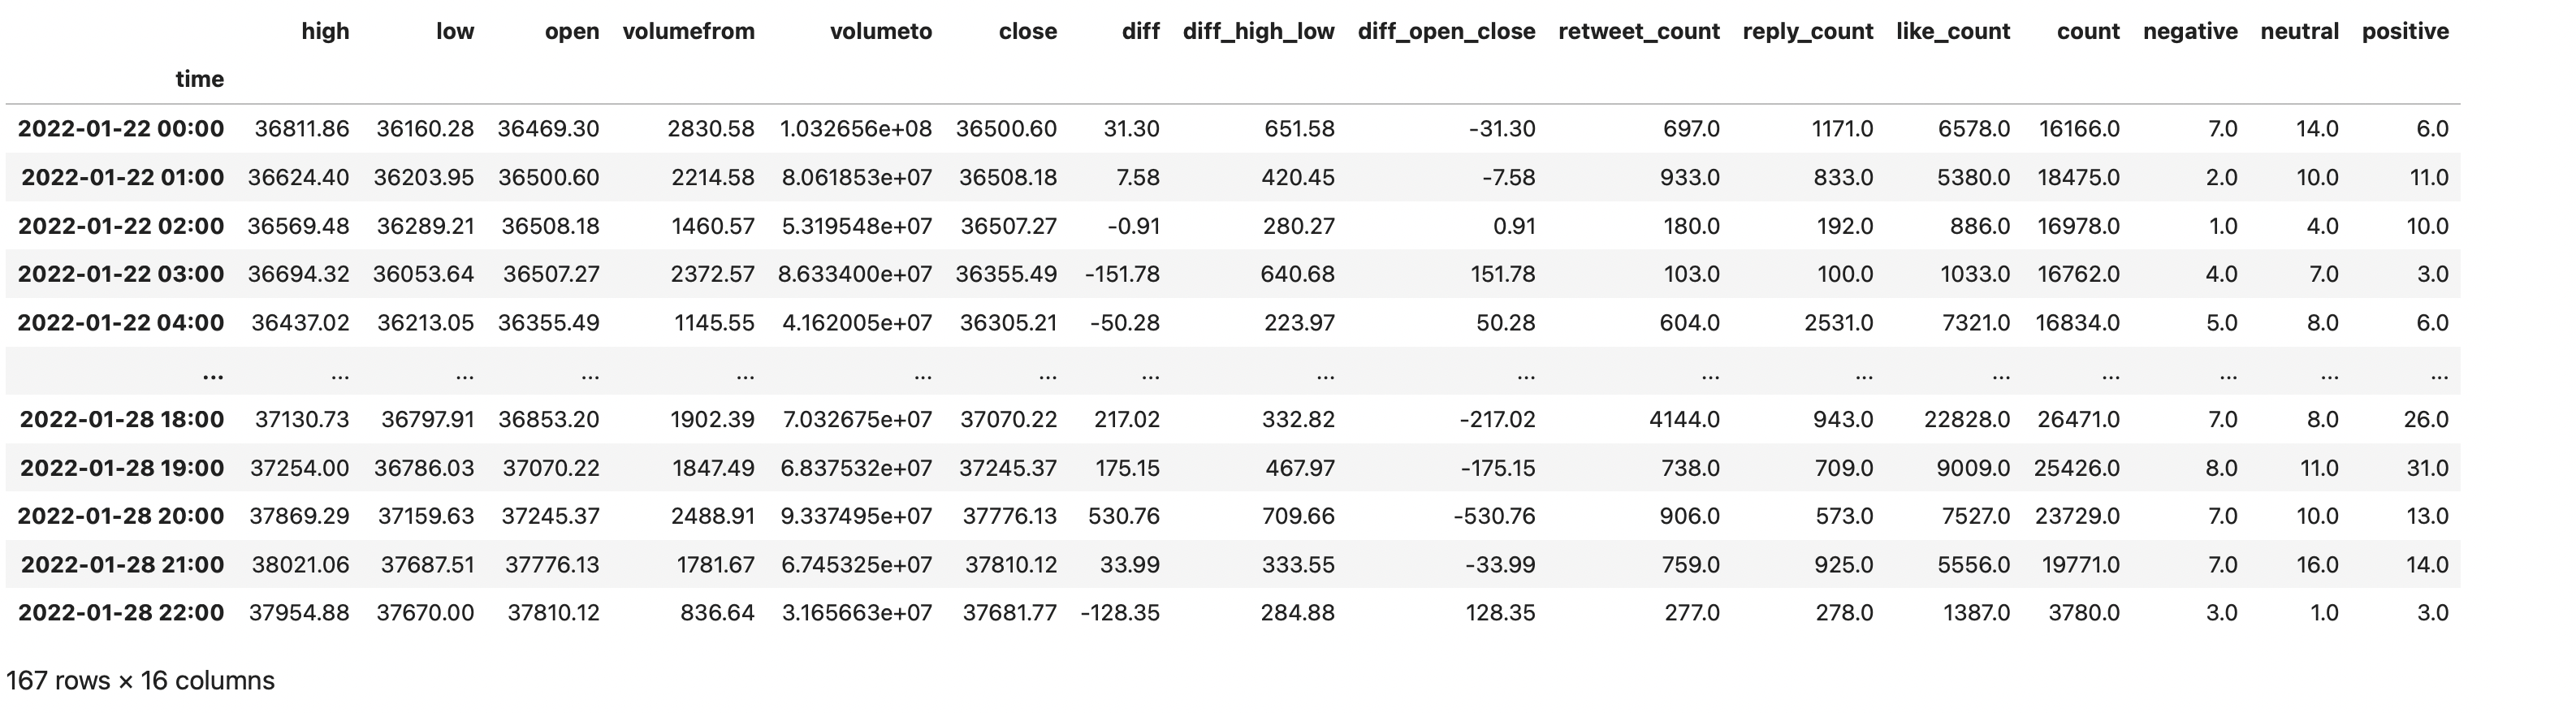 high low open volumefrom volumeto close diff diff_high_low diff_open_close retweet_count reply_count like_count count negative neutral positive
time
2022-01-22 00:00 36811.86 36160.28 36469.30 2830.58 1.032656e+08 36500.60 31.30 651.58 -31.30 697.0 1171.0 6578.0 16166.0 7.0 14.0 6.0
2022-01-22 01:00 36624.40 36203.95 36500.60 2214.58 8.061853e+07 36508.18 7.58 420.45 -7.58 933.0 833.0 5380.0 18475.0 2.0 10.0 11.0
2022-01-22 02:00 36569.48 36289.21 36508.18 1460.57 5.319548e+07 36507.27 -0.91 280.27 0.91 180.0 192.0 886.0 16978.0 1.0 4.0 10.0
2022-01-22 03:00 36694.32 36053.64 36507.27 2372.57 8.633400e+07 36355.49 -151.78 640.68 151.78 103.0 100.0 1033.0 16762.0 4.0 7.0 3.0
2022-01-22 04:00 36437.02 36213.05 36355.49 1145.55 4.162005e+07 36305.21 -50.28 223.97 50.28 604.0 2531.0 7321.0 16834.0 5.0 8.0 6.0
... ... ... ... ... ... ... ... ... ... ... ... ... ... ... ... ...
2022-01-28 18:00 37130.73 36797.91 36853.20 1902.39 7.032675e+07 37070.22 217.02 332.82 -217.02 4144.0 943.0 22828.0 26471.0 7.0 8.0 26.0
2022-01-28 19:00 37254.00 36786.03 37070.22 1847.49 6.837532e+07 37245.37 175.15 467.97 -175.15 738.0 709.0 9009.0 25426.0 8.0 11.0 31.0
2022-01-28 20:00 37869.29 37159.63 37245.37 2488.91 9.337495e+07 37776.13 530.76 709.66 -530.76 906.0 573.0 7527.0 23729.0 7.0 10.0 13.0
2022-01-28 21:00 38021.06 37687.51 37776.13 1781.67 6.745325e+07 37810.12 33.99 333.55 -33.99 759.0 925.0 5556.0 19771.0 7.0 16.0 14.0
2022-01-28 22:00 37954.88 37670.00 37810.12 836.64 3.165663e+07 37681.77 -128.35 284.88 128.35 277.0 278.0 1387.0 3780.0 3.0 1.0 3.0
167 rows × 16 columns